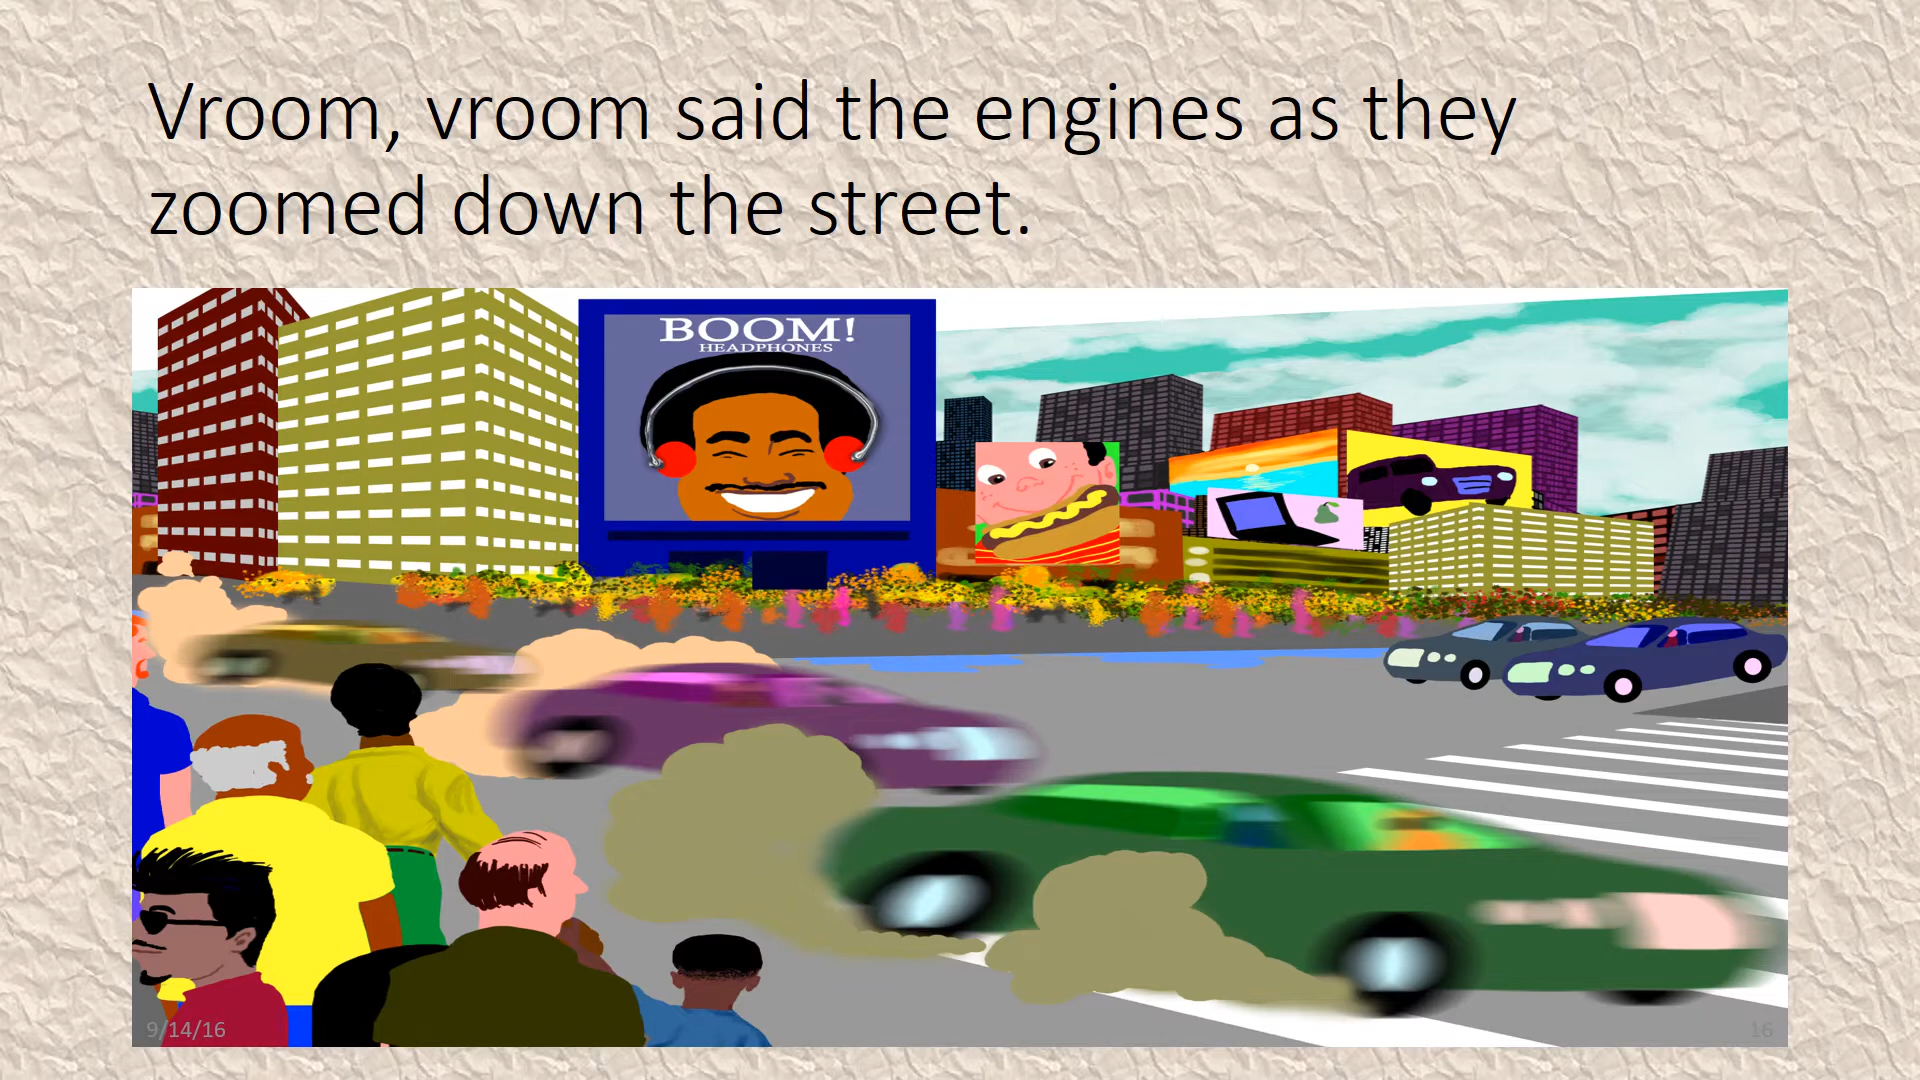 Vroom, vroom said the engines as they
zoomed down the street.
BOOM!
HEADPHONES
9/14/16
16